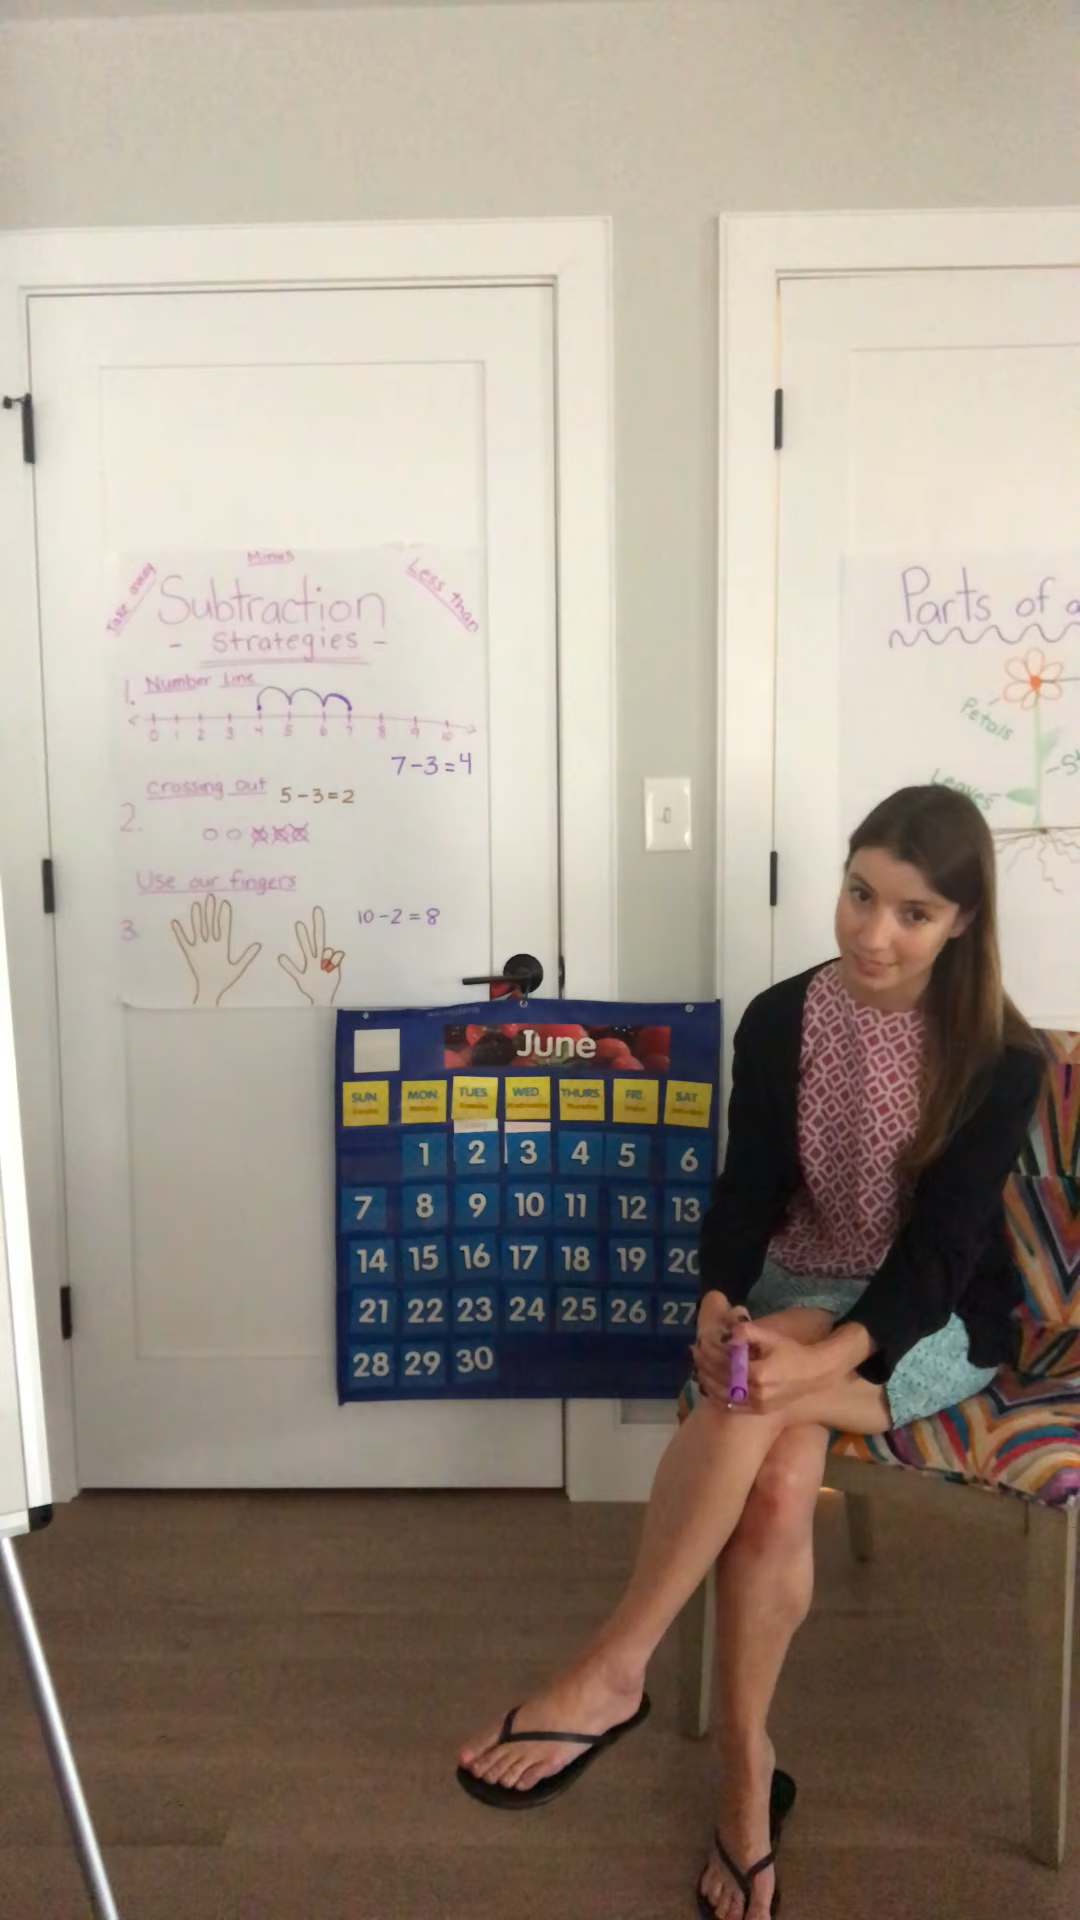 Minus
Take away
Less than
Subtraction
- Strategies -
1. Number line
0 1 2 3 4 5 6 7 8 9 10
7-3=4
2. Crossing out 5-3=2
Use our fingers
3. 10-2=8
Parts of a
Petals
Leaves
June
SUN. MON. TUES. WED. THURS. FRI. SAT.
1 2 3 4 5 6
7 8 9 10 11 12 13
14 15 16 17 18 19 20
21 22 23 24 25 26 27
28 29 30